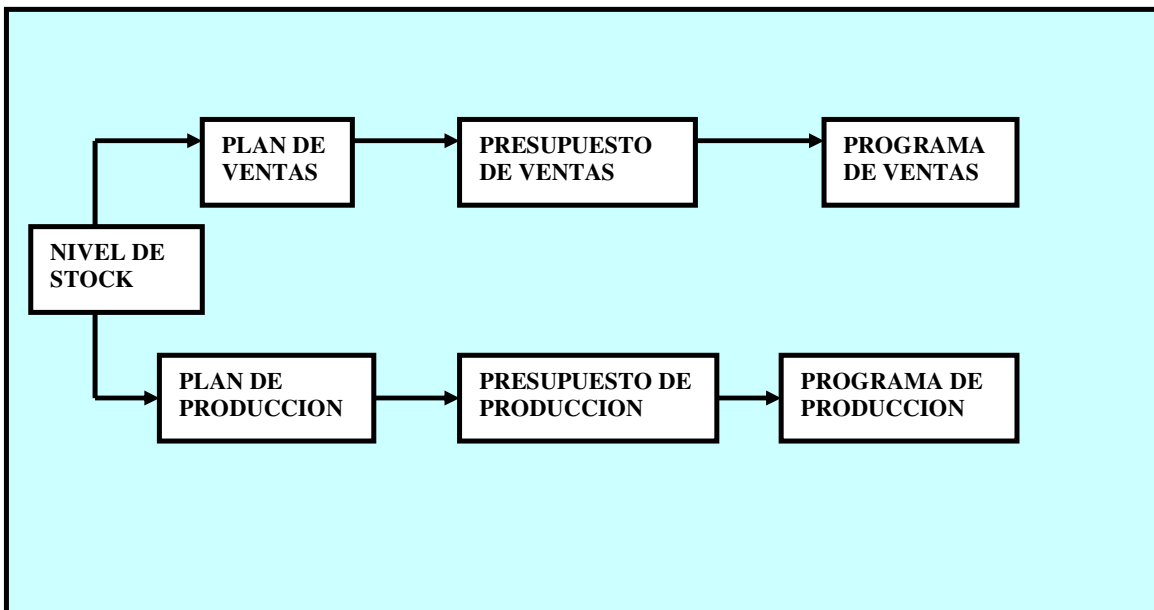 PLAN DE
VENTAS
PRESUPUESTO
DE VENTAS
PROGRAMA
DE VENTAS
NIVEL DE
STOCK
PLAN DE
PRODUCCION
PRESUPUESTO DE
PRODUCCION
PROGRAMA DE
PRODUCCION